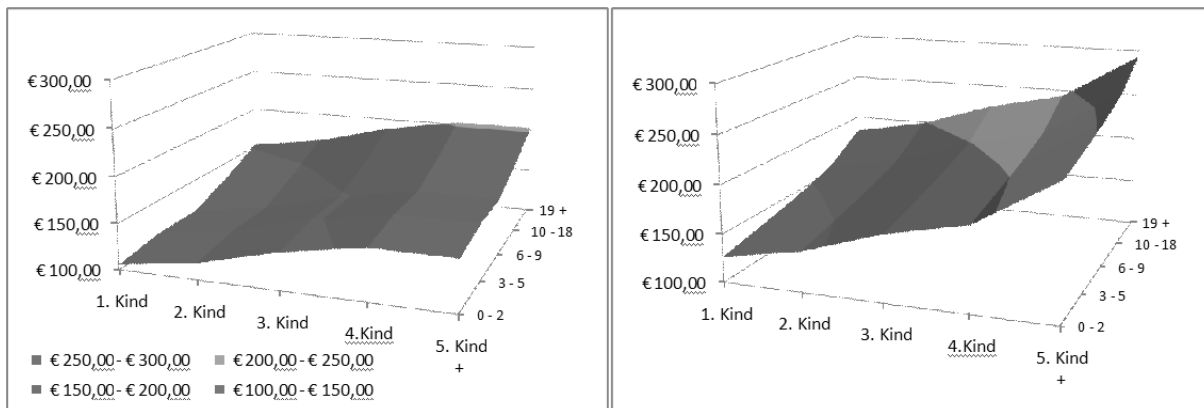 € 300,00
€ 250,00
€ 200,00
€ 150,00
€ 100,00
1. Kind
2. Kind
3. Kind
4.Kind
5. Kind
+
0 - 2
3 - 5
6 - 9
10 - 18
19 +
€ 250,00 - € 300,00
€ 200,00 - € 250,00
€ 150,00 - € 200,00
€ 100,00 - € 150,00
€ 300,00
€ 250,00
€ 200,00
€ 150,00
€ 100,00
1. Kind
2. Kind
3. Kind
4.Kind
5. Kind
+
0 - 2
3 - 5
6 - 9
10 - 18
19 +